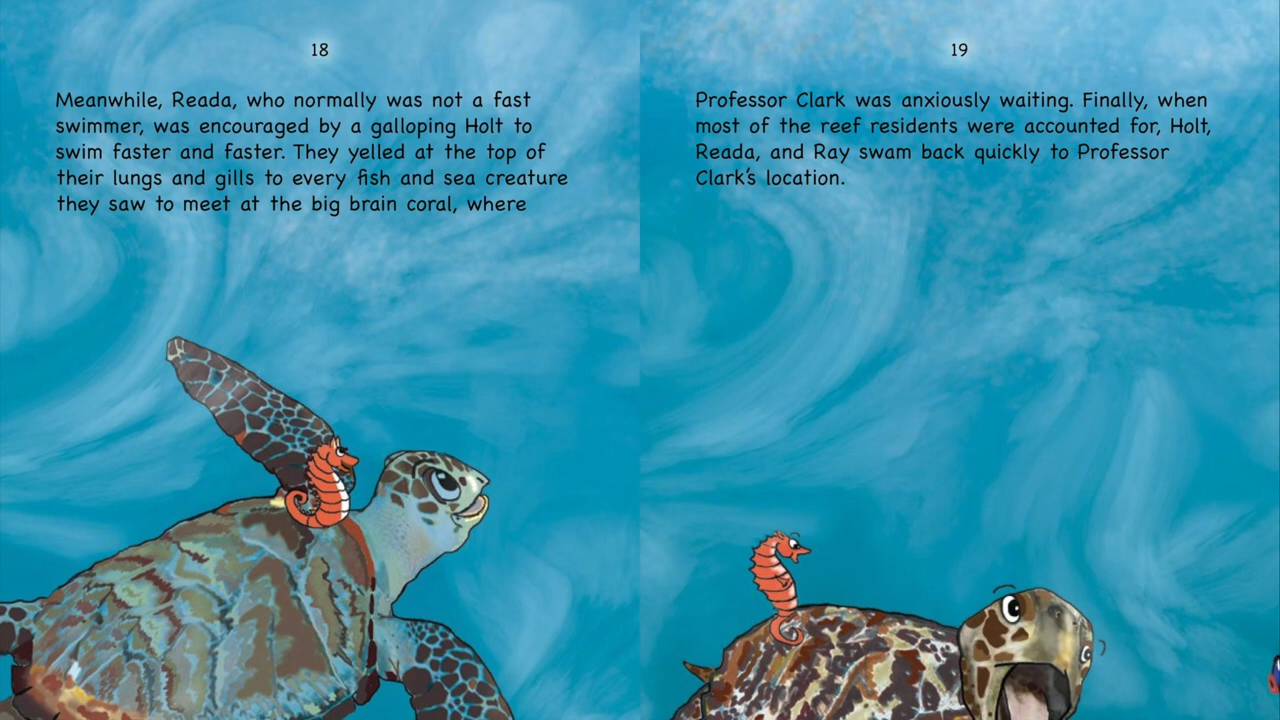 18
Meanwhile, Reada, who normally was not a fast
swimmer, was encouraged by a galloping Holt to
swim faster and faster. They yelled at the top of
their lungs and gills to every fish and sea creature
they saw to meet at the big brain coral, where
19
Professor Clark was anxiously waiting. Finally, when
most of the reef residents were accounted for, Holt,
Reada, and Ray swam back quickly to Professor
Clark's location.